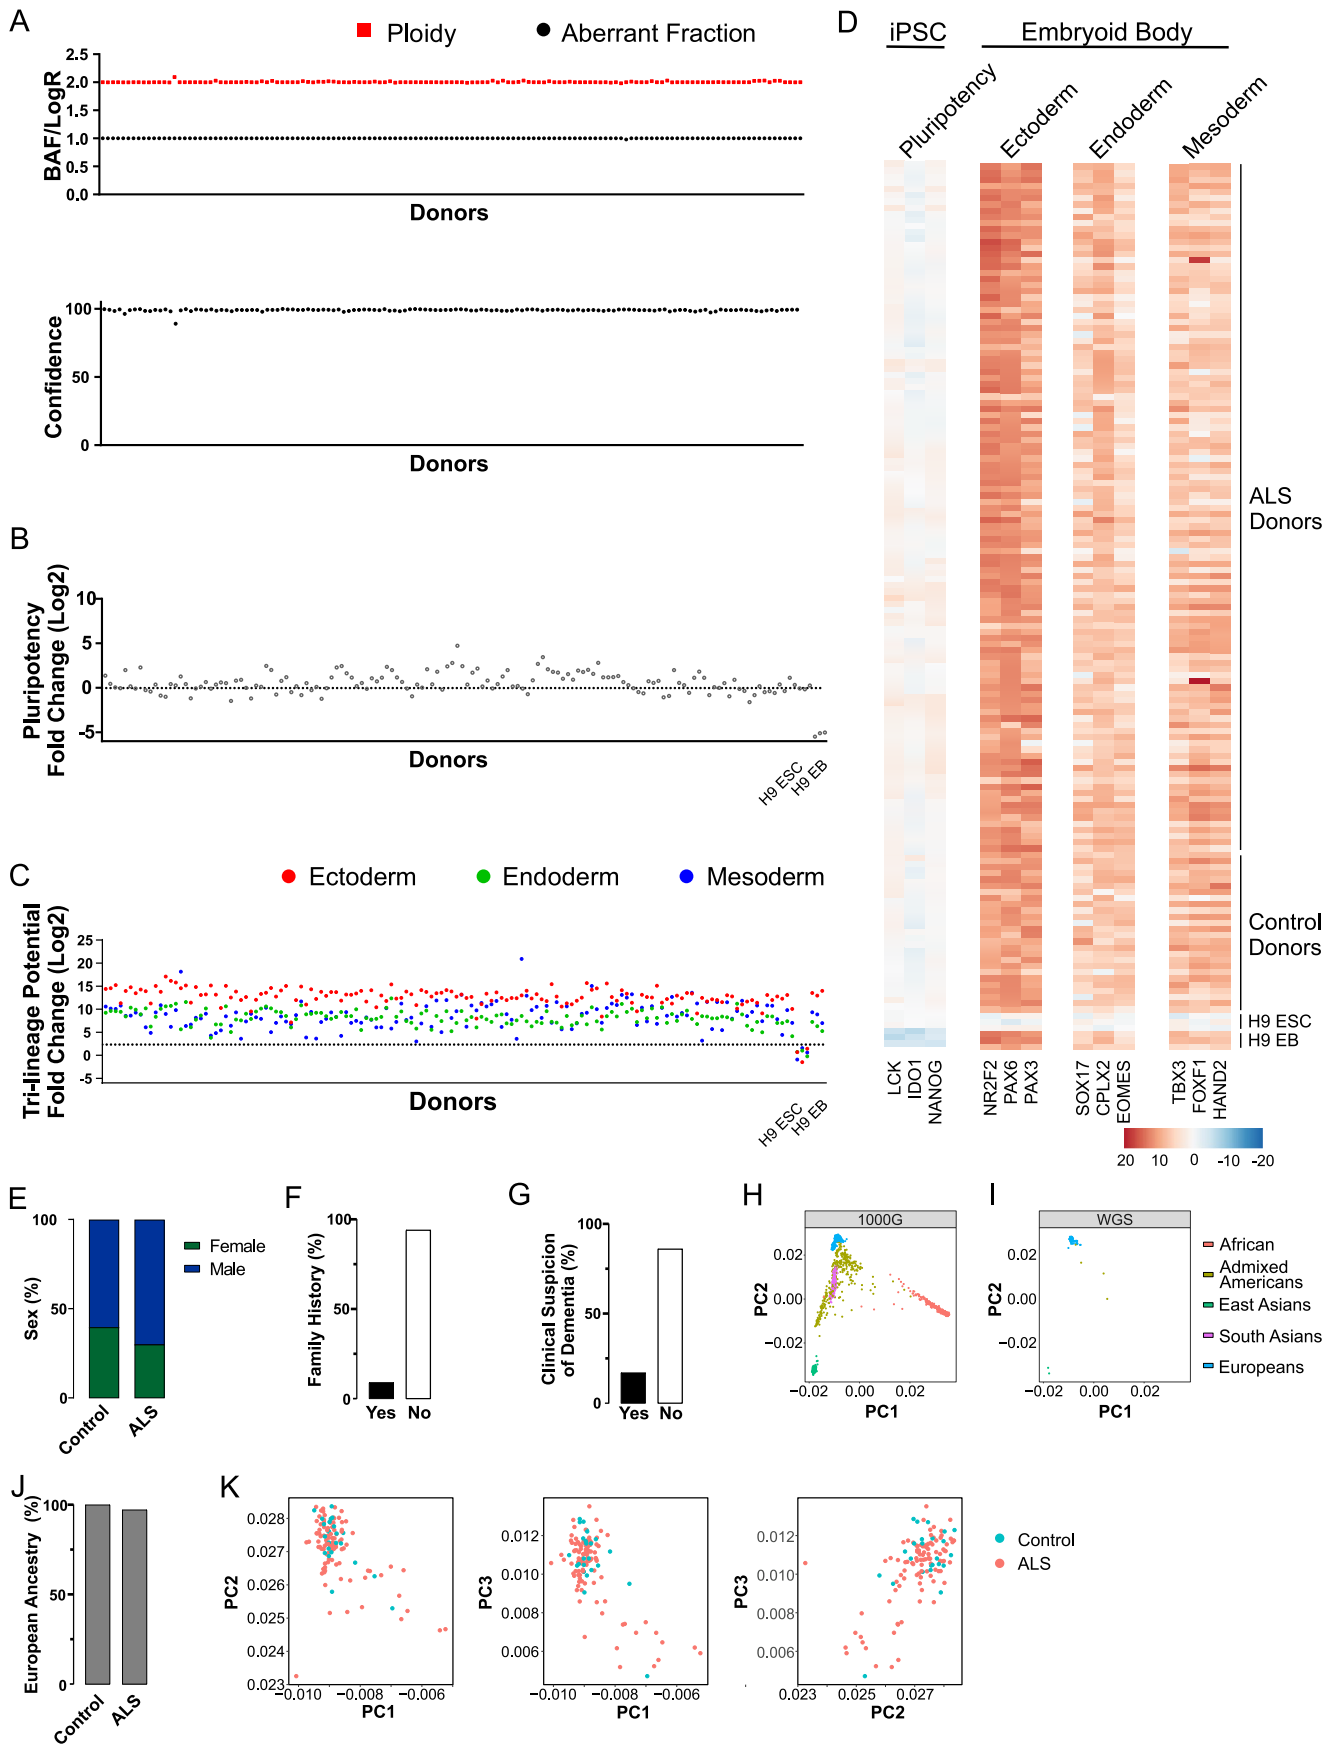 A
Ploidy
Aberrant Fraction
2.5
2.0
1.5
1.0
0.5
0.0
BAF/LogR
Donors
100
50
0
Confidence
Donors
B
10
5
0
-5
Pluripotency
Fold Change (Log2)
Donors
H9 ESC
H9 EB
C
Ectoderm
Endoderm
Mesoderm
25
20
15
10
5
0
-5
Tri-lineage Potential
Fold Change (Log2)
Donors
H9 ESC
H9 EB
D
iPSC
Embryoid Body
Pluripotency
Ectoderm
Endoderm
Mesoderm
ALS
Donors
Control
Donors
H9 ESC
H9 EB
LCK
IDO1
NANOG
NR2F2
PAX6
PAX3
SOX17
CPLX2
EOMES
TBX3
FOXF1
HAND2
20 10 0 -10 -20
E
100
50
0
Sex (%)
Female
Male
Control
ALS
F
100
50
0
Family History (%)
Yes No
G
100
50
0
Clinical Suspicion
of Dementia (%)
Yes No
H
1000G
0.02
0.00
−0.02
PC2
−0.02 0.00 0.02
PC1
I
WGS
0.02
0.00
−0.02
−0.02 0.00 0.02
PC1
African
Admixed
Americans
East Asians
South Asians
Europeans
J
100
50
0
European Ancestry (%)
Control
ALS
K
0.028
0.027
0.026
0.025
0.024
0.023
PC2
−0.010 −0.008 −0.006
PC1
0.012
0.010
0.008
0.006
PC3
−0.010 −0.008 −0.006
PC1
0.012
0.010
0.008
0.006
PC3
0.023 0.025 0.027
PC2
Control
ALS